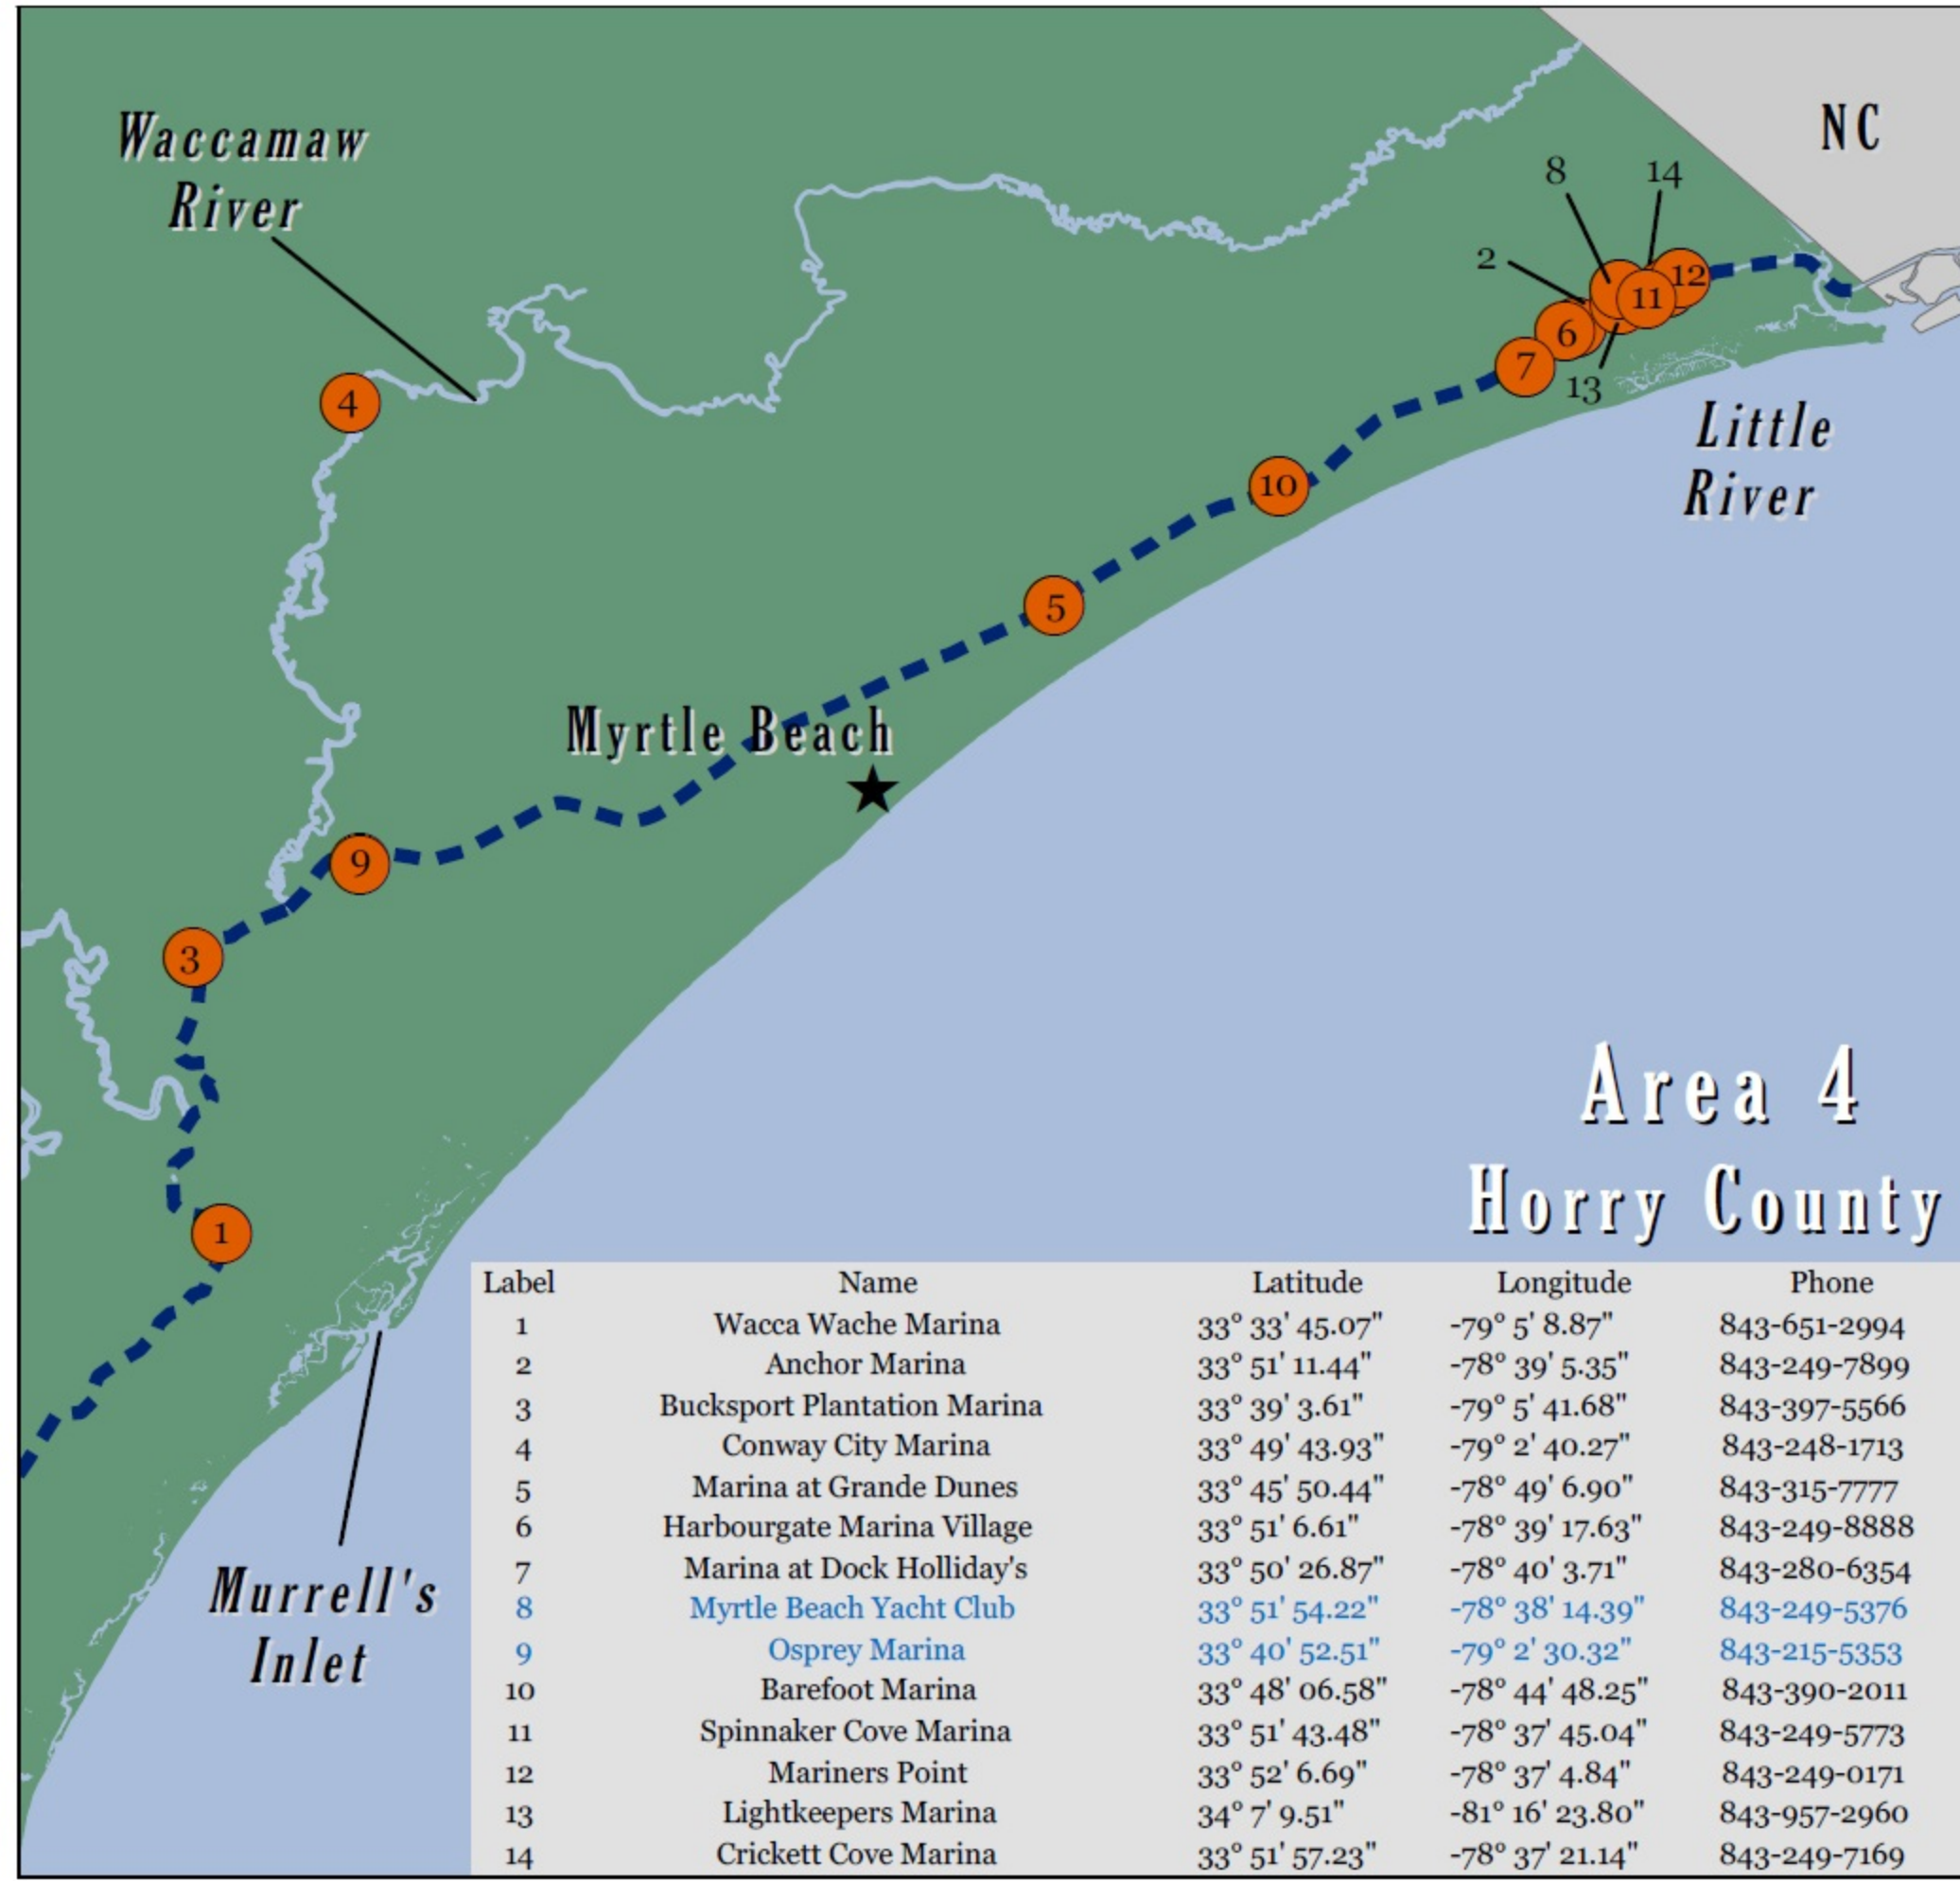 Waccamaw
River
NC
8
14
2
12
11
6
7
13
4
Little
River
10
5
Myrtle Beach
9
3
1
Area 4
Horry County
Murrell's
Inlet
Label Name Latitude Longitude Phone
1 Wacca Wache Marina 33° 33' 45.07" -79° 5' 8.87" 843-651-2994
2 Anchor Marina 33° 51' 11.44" -78° 39' 5.35" 843-249-7899
3 Bucksport Plantation Marina 33° 39' 3.61" -79° 5' 41.68" 843-397-5566
4 Conway City Marina 33° 49' 43.93" -79° 2' 40.27" 843-248-1713
5 Marina at Grande Dunes 33° 45' 50.44" -78° 49' 6.90" 843-315-7777
6 Harbourgate Marina Village 33° 51' 6.61" -78° 39' 17.63" 843-249-8888
7 Marina at Dock Holliday's 33° 50' 26.87" -78° 40' 3.71" 843-280-6354
8 Myrtle Beach Yacht Club 33° 51' 54.22" -78° 38' 14.39" 843-249-5376
9 Osprey Marina 33° 40' 52.51" -79° 2' 30.32" 843-215-5353
10 Barefoot Marina 33° 48' 06.58" -78° 44' 48.25" 843-390-2011
11 Spinnaker Cove Marina 33° 51' 43.48" -78° 37' 45.04" 843-249-5773
12 Mariners Point 33° 52' 6.69" -78° 37' 4.84" 843-249-0171
13 Lightkeepers Marina 34° 7' 9.51" -81° 16' 23.80" 843-957-2960
14 Crickett Cove Marina 33° 51' 57.23" -78° 37' 21.14" 843-249-7169